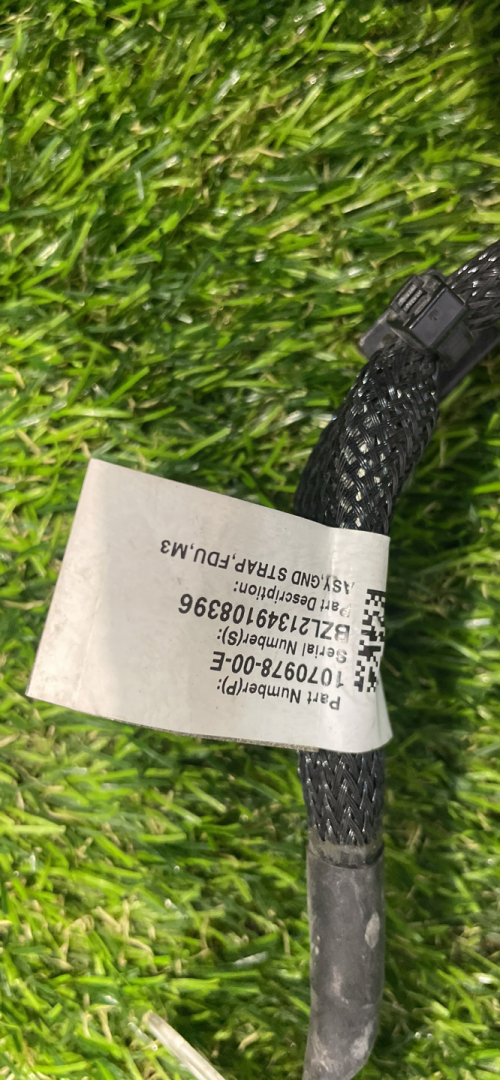 Part Number(P):
1070978-00-E
Serial Number(S):
BZL21349108396
Part Description:
ASY,GND STRAP,FDU,M3